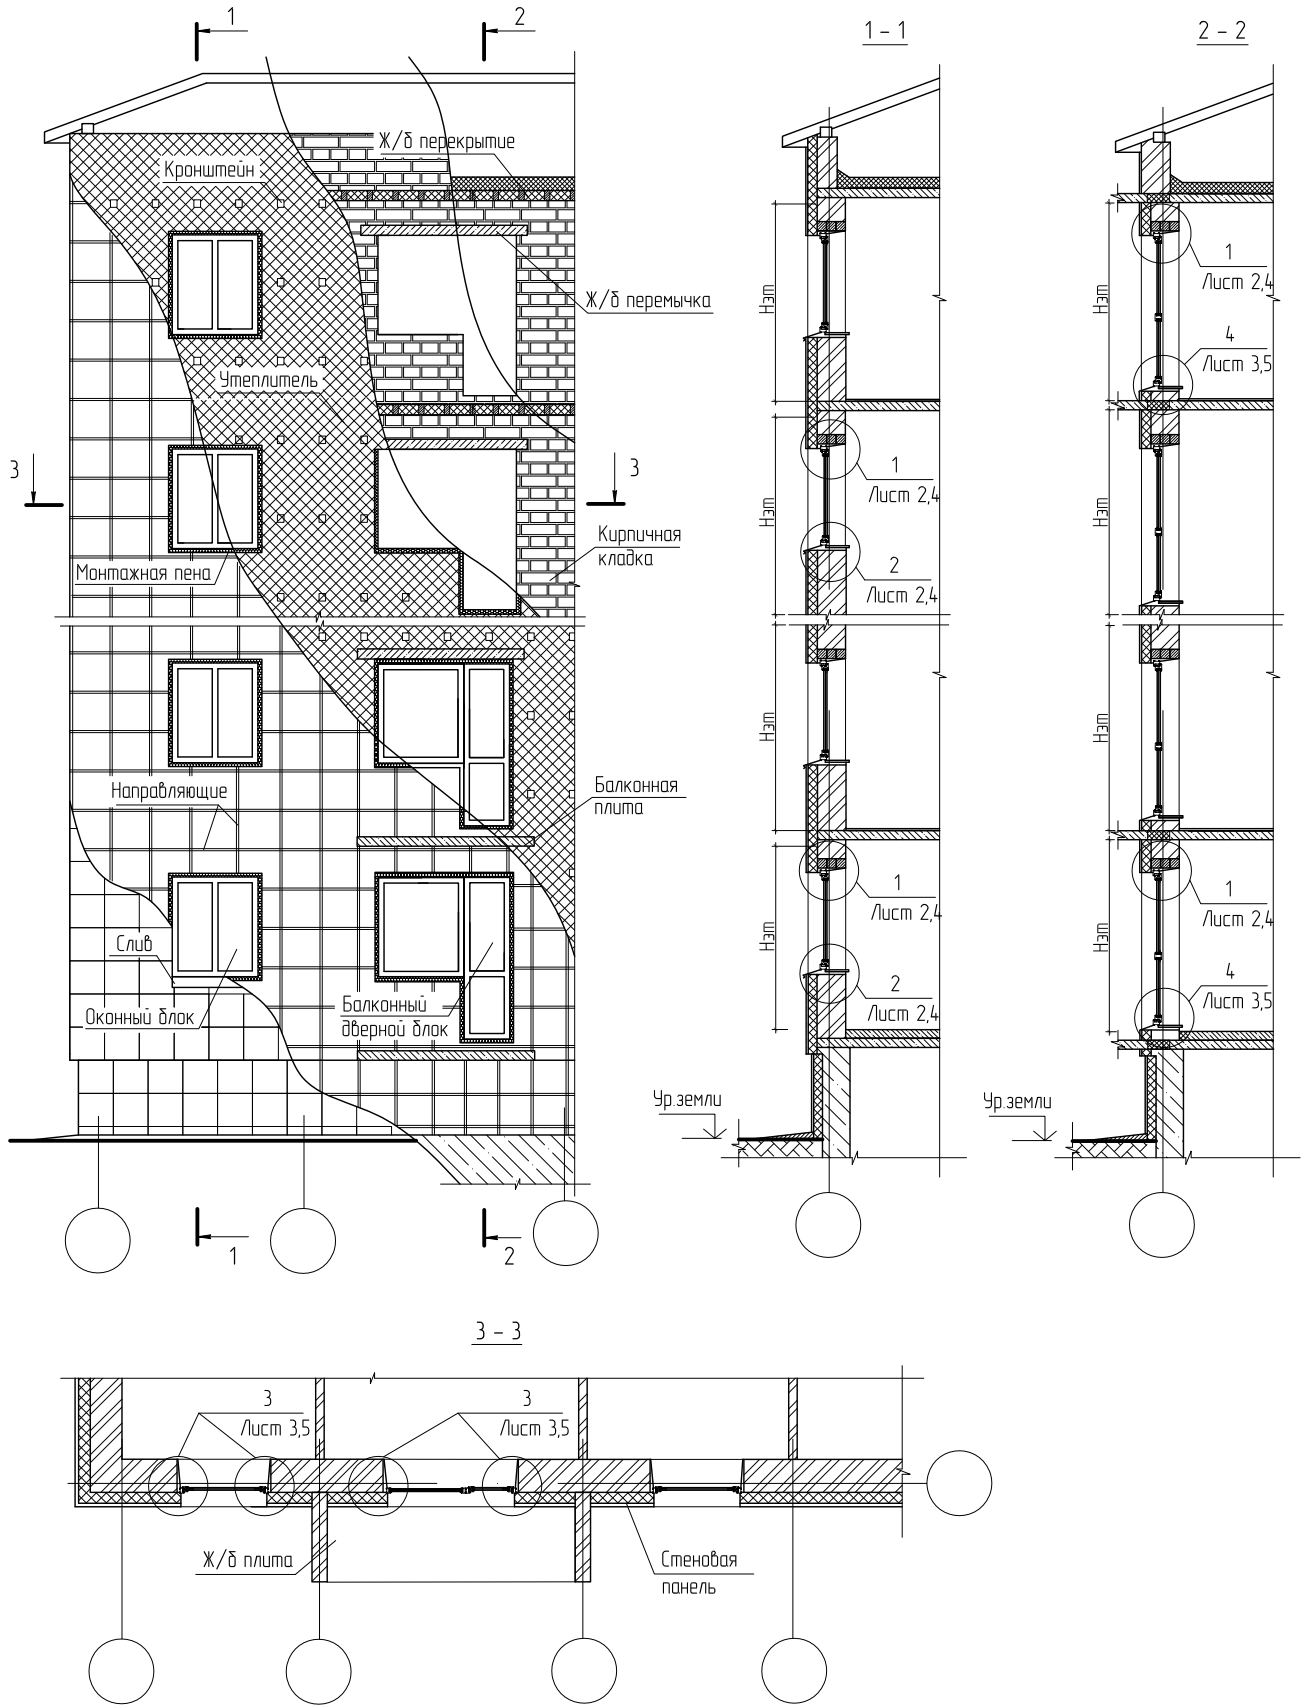 1
2
1 – 1
2 – 2
Ж/б перекрытие
Кронштейн
Ж/б перемычка
Утеплитель
3
3
Кирпичная
кладка
Монтажная пена
Направляющие
Балконная
плита
Слив
Оконный блок
Балконный
дверной блок
1
2
Нэт
Нэт
Нэт
Нэт
1
Лист 2,4
2
Лист 2,4
1
Лист 2,4
2
Лист 2,4
Ур.земли
Нэт
Нэт
Нэт
Нэт
1
Лист 2,4
4
Лист 3,5
1
Лист 2,4
4
Лист 3,5
Ур.земли
3 – 3
3
Лист 3,5
3
Лист 3,5
Ж/б плита
Стеновая
панель